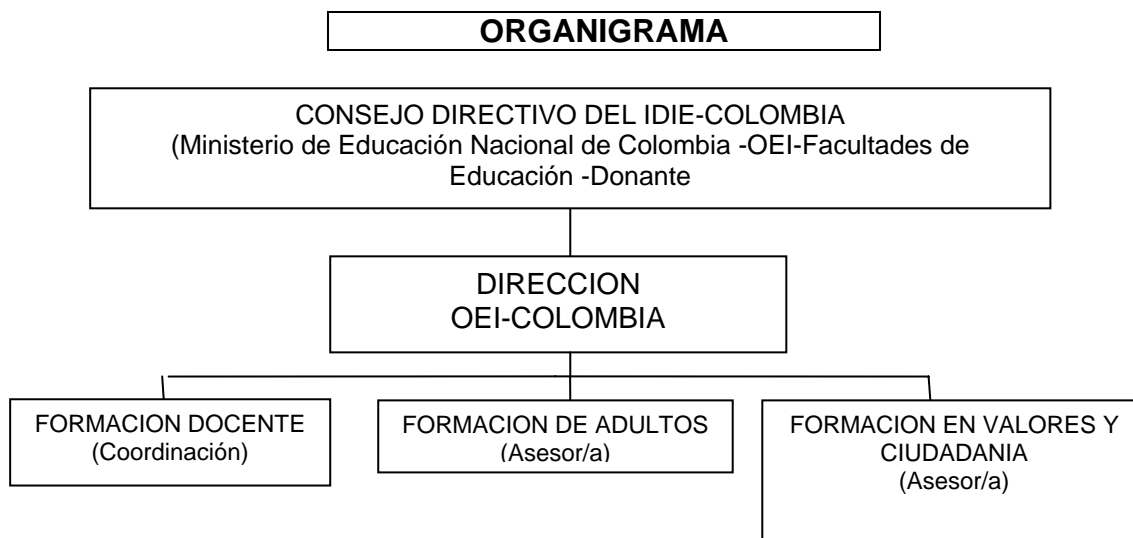 ORGANIGRAMA
CONSEJO DIRECTIVO DEL IDIE-COLOMBIA
(Ministerio de Educación Nacional de Colombia -OEI-Facultades de
Educación -Donante
DIRECCION
OEI-COLOMBIA
FORMACION DOCENTE
(Coordinación)
FORMACION DE ADULTOS
(Asesor/a)
FORMACION EN VALORES Y
CIUDADANIA
(Asesor/a)